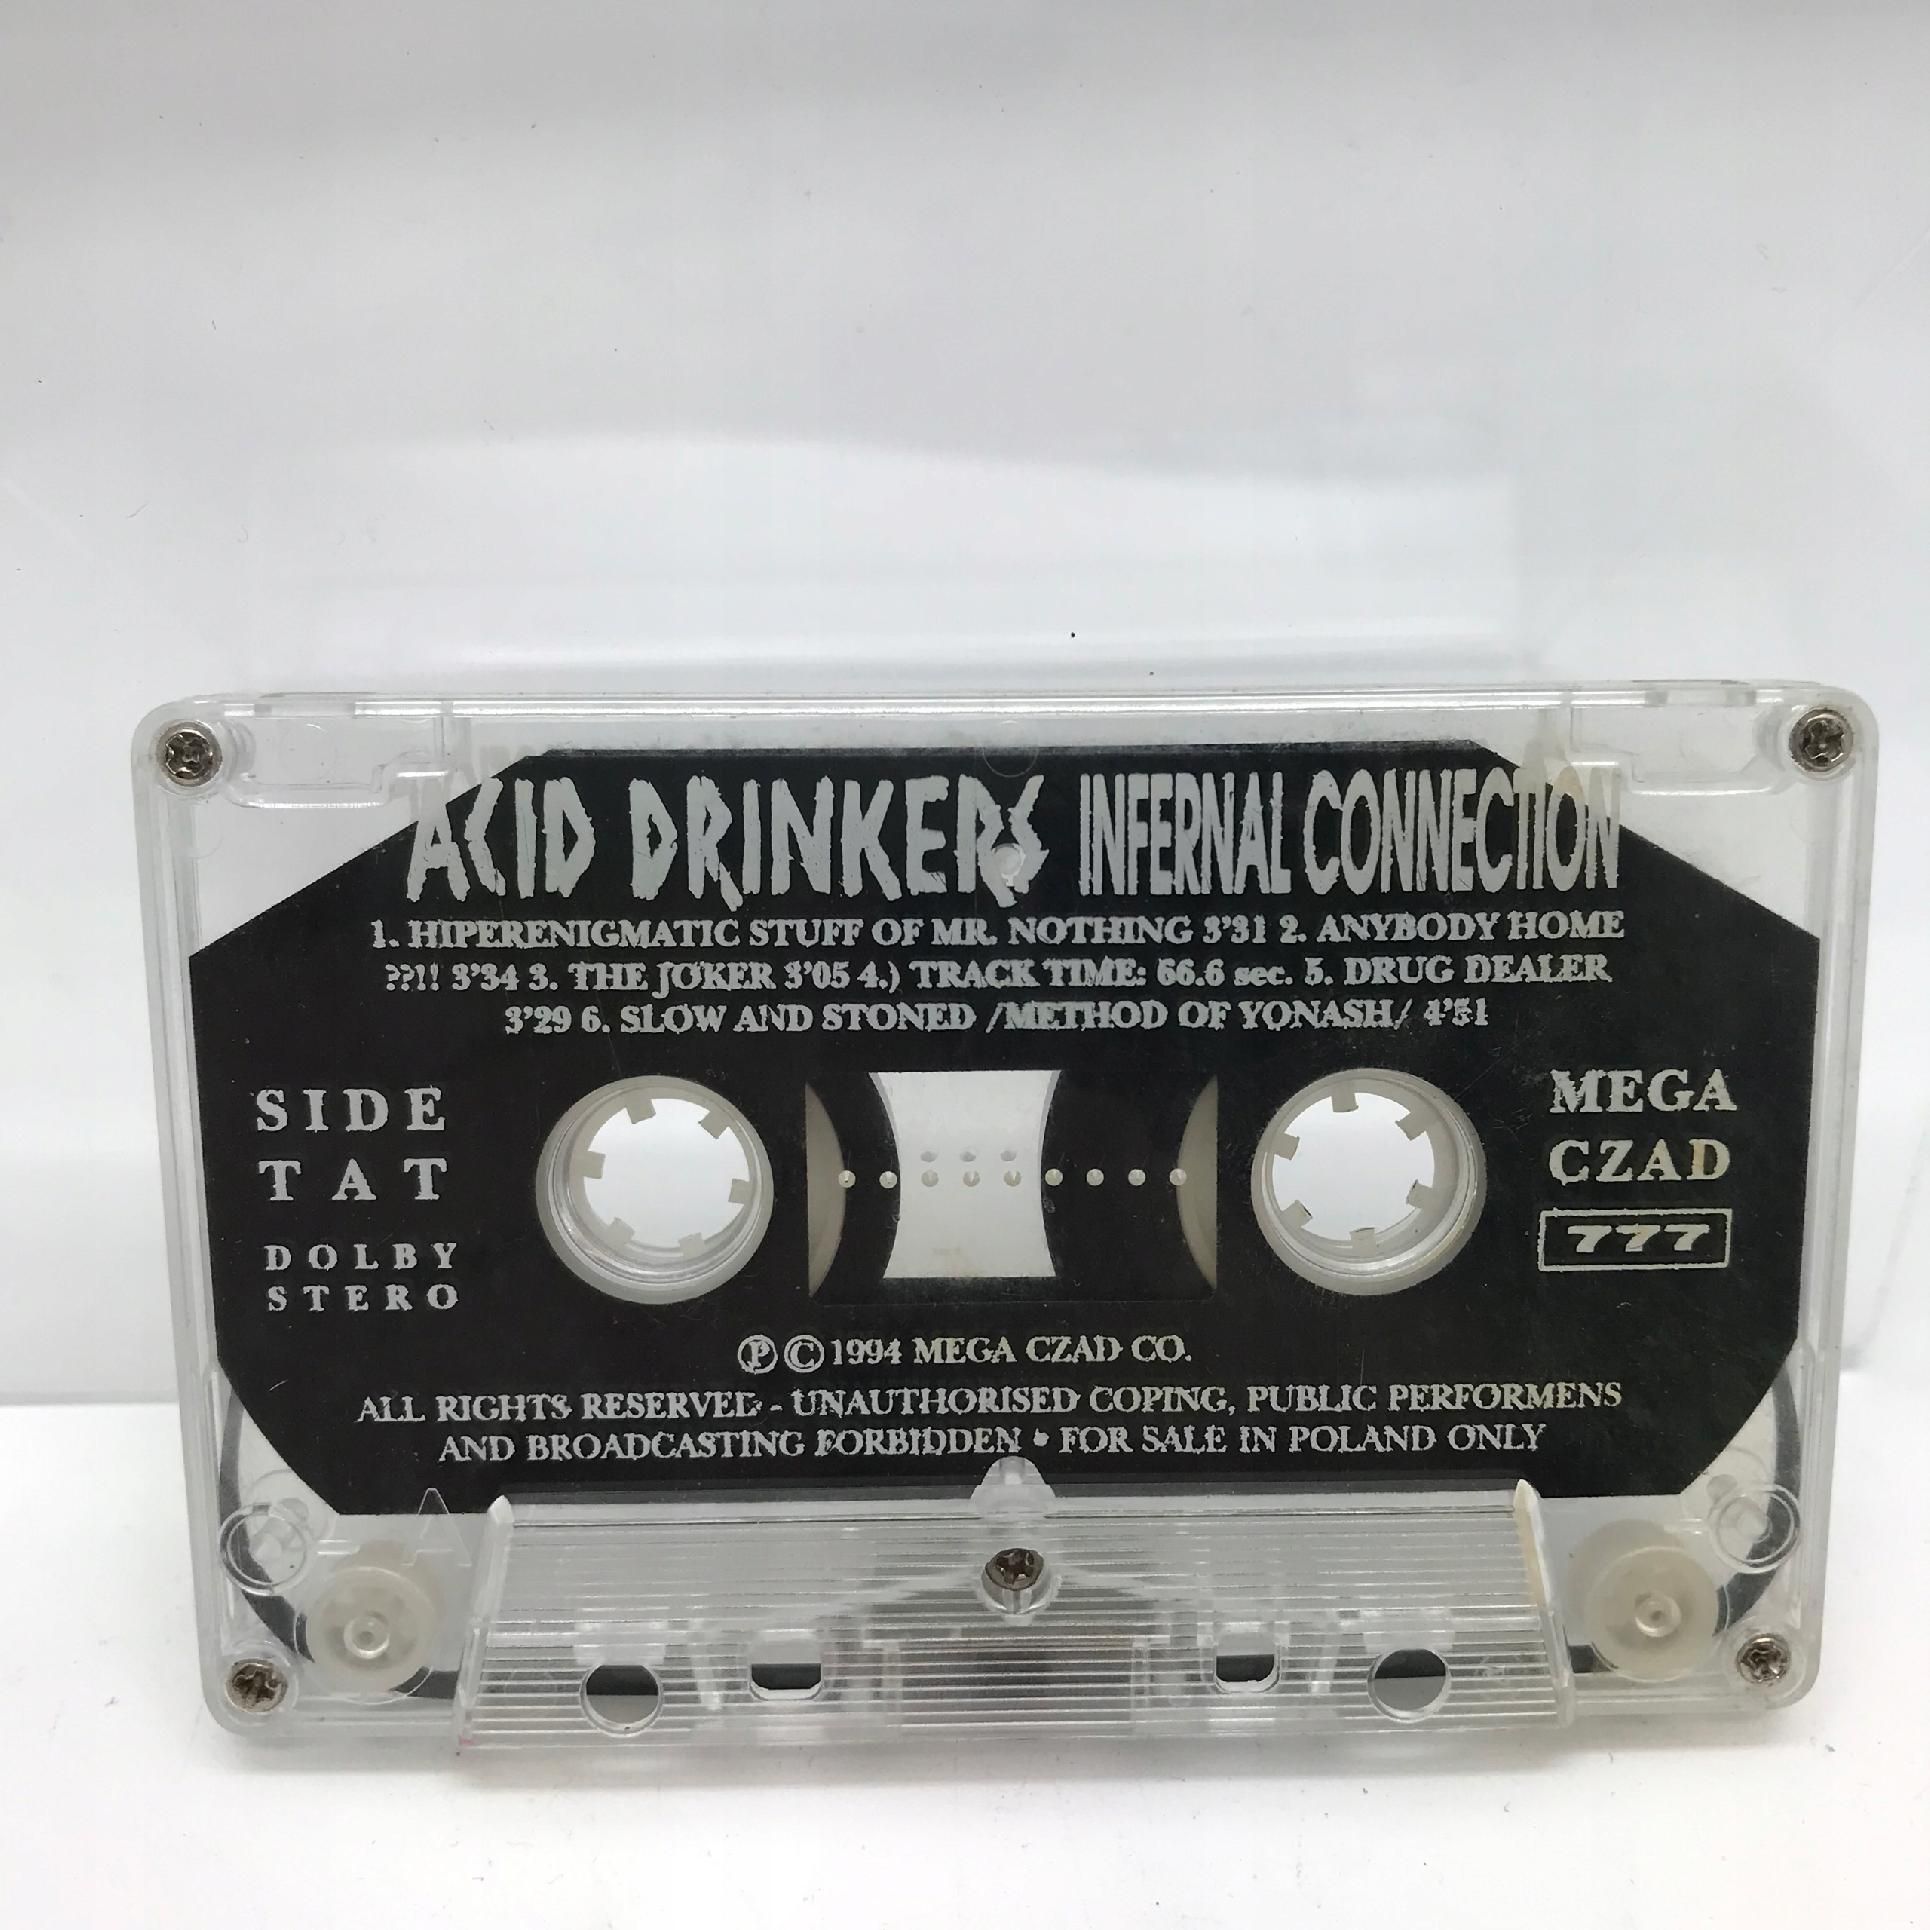 ACID DRINKERS INFERNAL CONNECTION
1. HIPERENIGMATIC STUFF OF MR. NOTHING 3'31 2. ANYBODY HOME
??!! 3'34 3. THE JOKER 3'05 4.) TRACK TIME: 66.6 sec. 5. DRUG DEALER
3'29 6. SLOW AND STONED /METHOD OF YONASH/ 4'51
SIDE
TAT
DOLBY
STERO
MEGA
CZAD
777
Ⓟ © 1994 MEGA CZAD CO.
ALL RIGHTS RESERVED - UNAUTHORISED COPING, PUBLIC PERFORMENS
AND BROADCASTING FORBIDDEN • FOR SALE IN POLAND ONLY
A